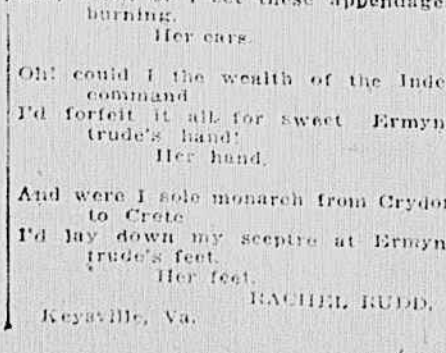 these appendage
burning.
Her ears.
Oh! could I the wealth of the Inde
command
I'd forfeit it all for sweet Ermyn
trude's hand!
Her hand.
And were I sole monarch from Crydon
to Crete
I'd lay down my sceptre at Ermyn
trude's feet.
Her feet.
RACHEL RUDD.
Keysville, Va.